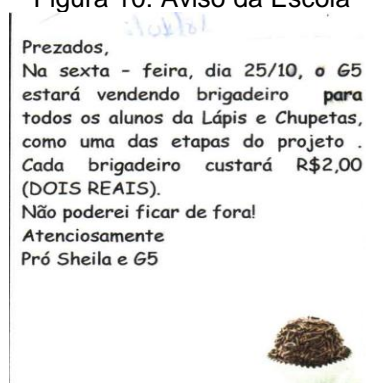 Figura 10: Aviso da Escola
Prezados,
Na sexta - feira, dia 25/10, o G5
estará vendendo brigadeiro para
todos os alunos da Lápis e Chupetas,
como uma das etapas do projeto .
Cada brigadeiro custará R$2,00
(DOIS REAIS).
Não poderei ficar de fora!
Atenciosamente
Pró Sheila e G5